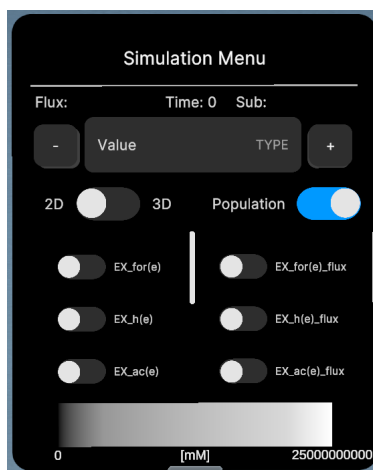 Simulation Menu
Flux: Time: 0 Sub:
- Value TYPE +
2D 3D Population
EX_for(e) EX_for(e)_flux
EX_h(e) EX_h(e)_flux
EX_ac(e) EX_ac(e)_flux
0 [mM] 25000000000